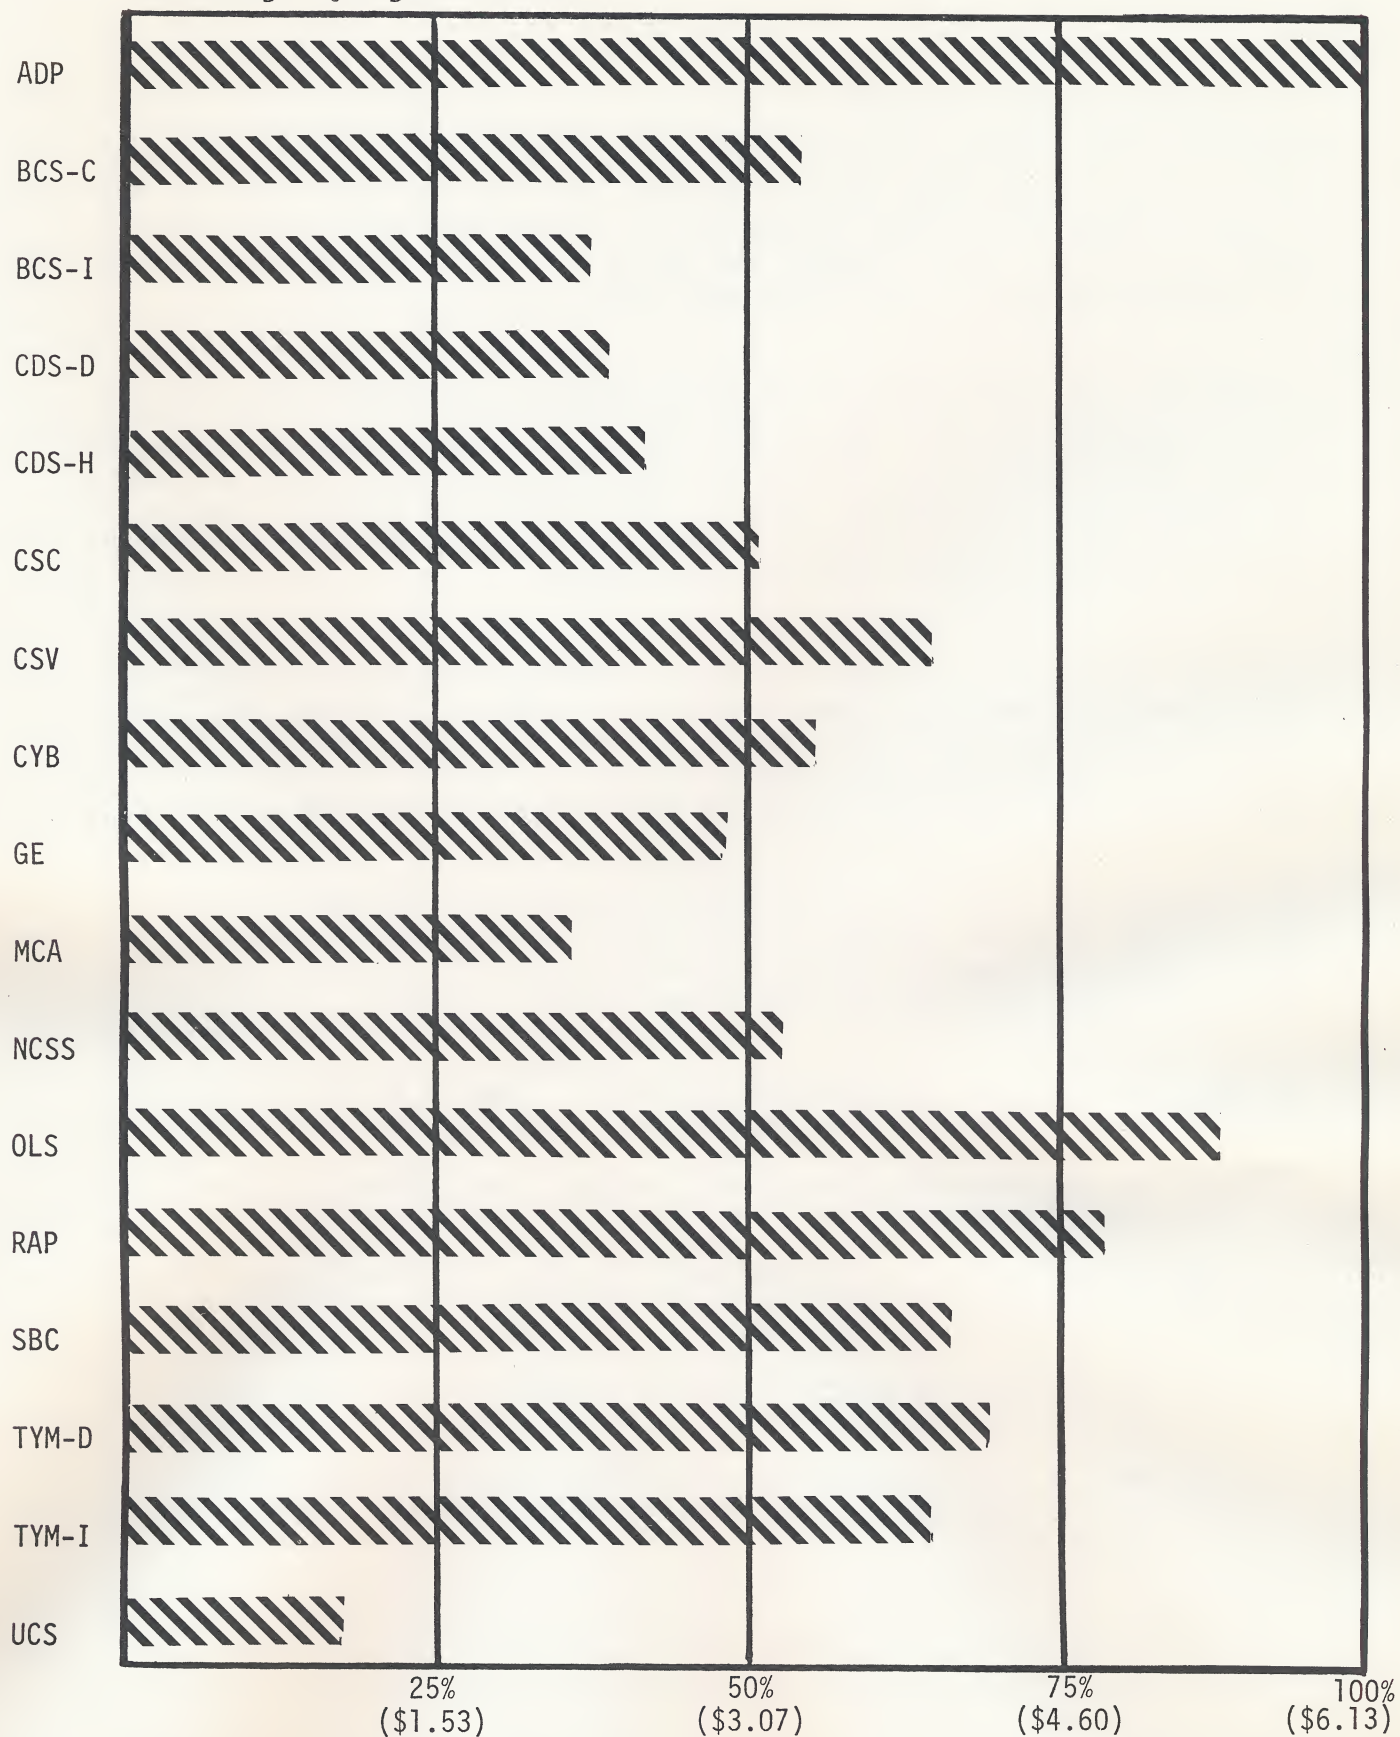 ADP
BCS-C
BCS-I
CDS-D
CDS-H
CSC
CSV
CYB
GE
MCA
NCSS
OLS
RAP
SBC
TYM-D
TYM-I
UCS
25% 50% 75% 100%
($1.53) ($3.07) ($4.60) ($6.13)